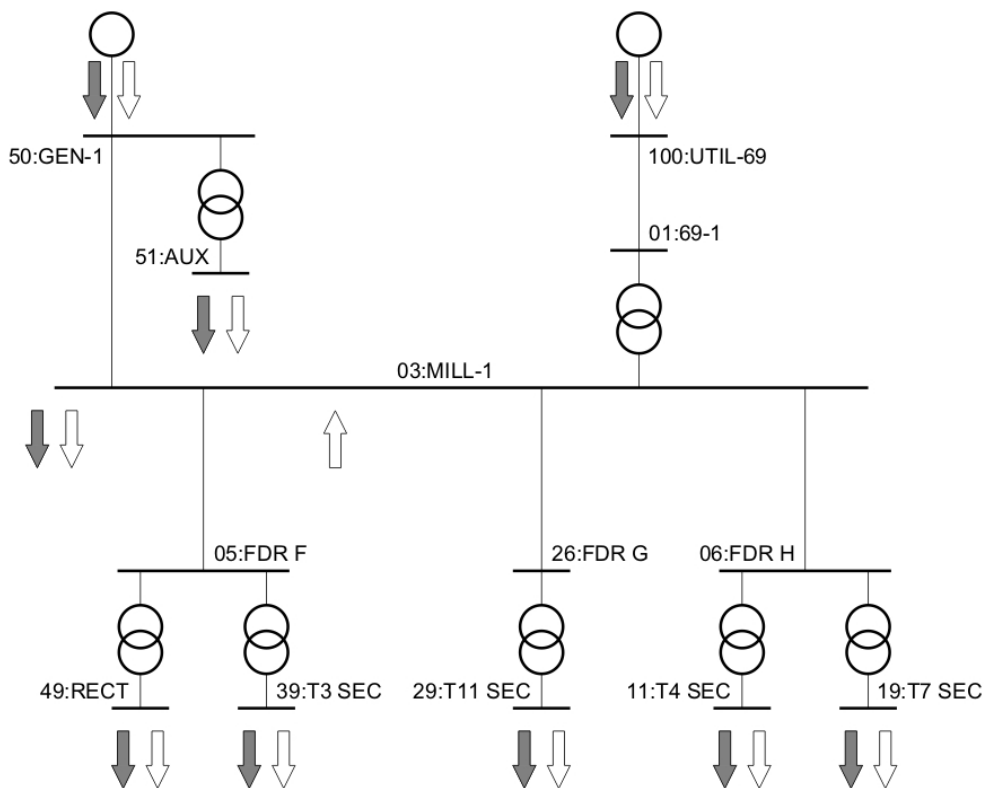 50:GEN-1
100:UTIL-69
01:69-1
51:AUX
03:MILL-1
05:FDR F
26:FDR G
06:FDR H
49:RECT
39:T3 SEC
29:T11 SEC
11:T4 SEC
19:T7 SEC